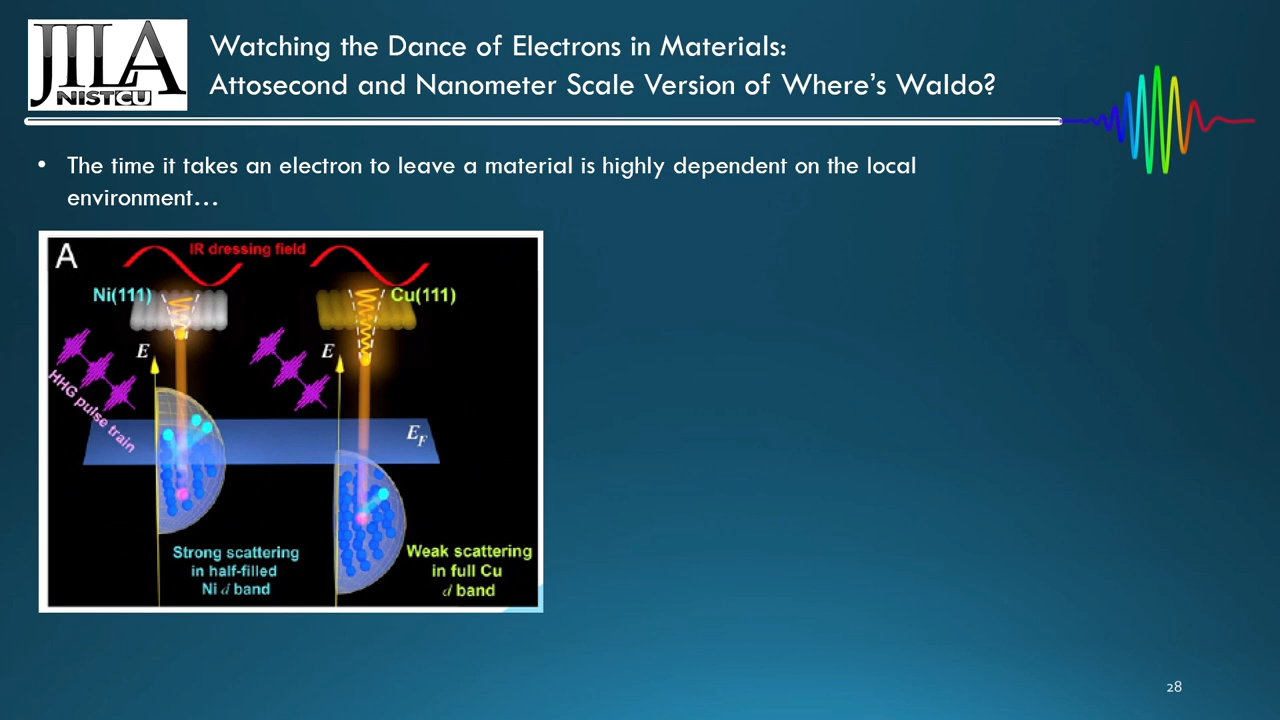 JILA
NIST CU
Watching the Dance of Electrons in Materials:
Attosecond and Nanometer Scale Version of Where's Waldo?
• The time it takes an electron to leave a material is highly dependent on the local
environment…
A
IR dressing field
Ni(111)
Cu(111)
E
E
HHG pulse train
E_F
Strong scattering
in half-filled
Ni d band
Weak scattering
in full Cu
d band
28